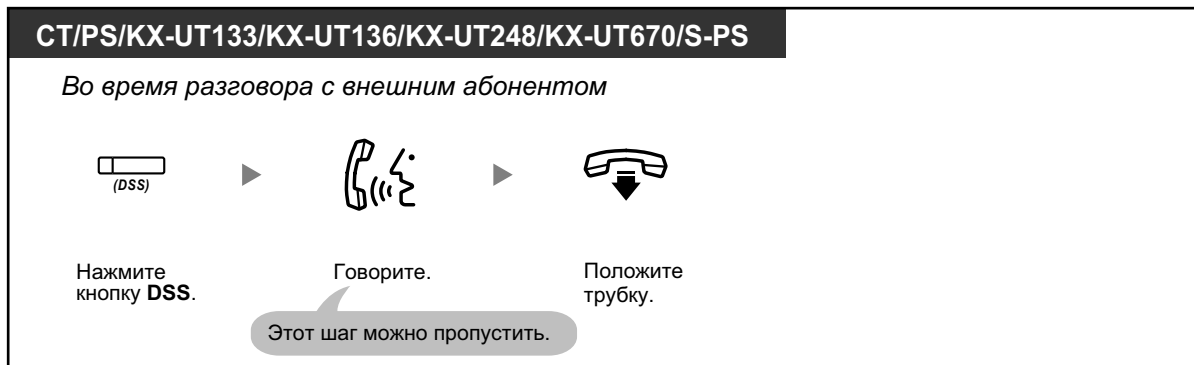 CT/PS/KX-UT133/KX-UT136/KX-UT248/KX-UT670/S-PS
Во время разговора с внешним абонентом
(DSS)
Нажмите
кнопку DSS.
Говорите.
Положите
трубку.
Этот шаг можно пропустить.